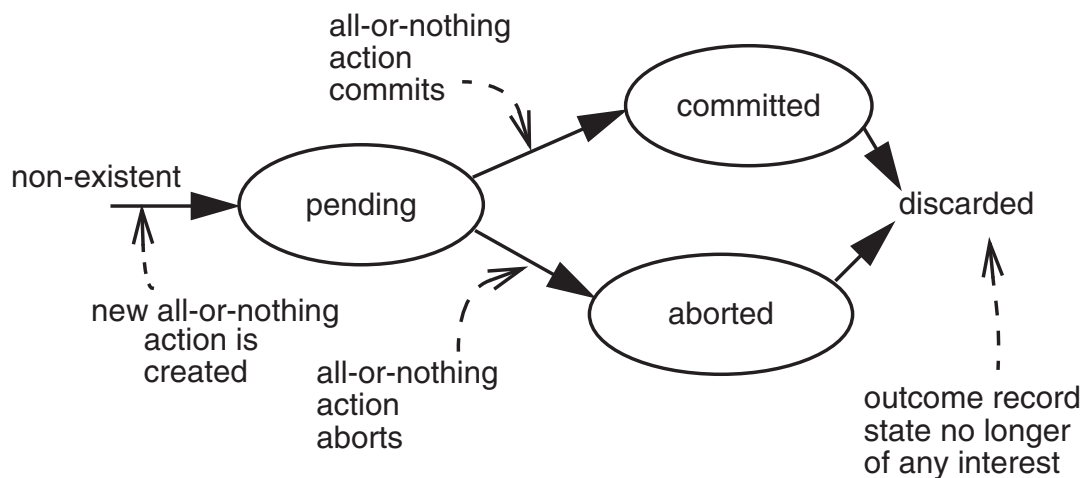 all-or-nothing
action
commits
committed
non-existent
pending
discarded
new all-or-nothing
action is
created
aborted
all-or-nothing
action
aborts
outcome record
state no longer
of any interest